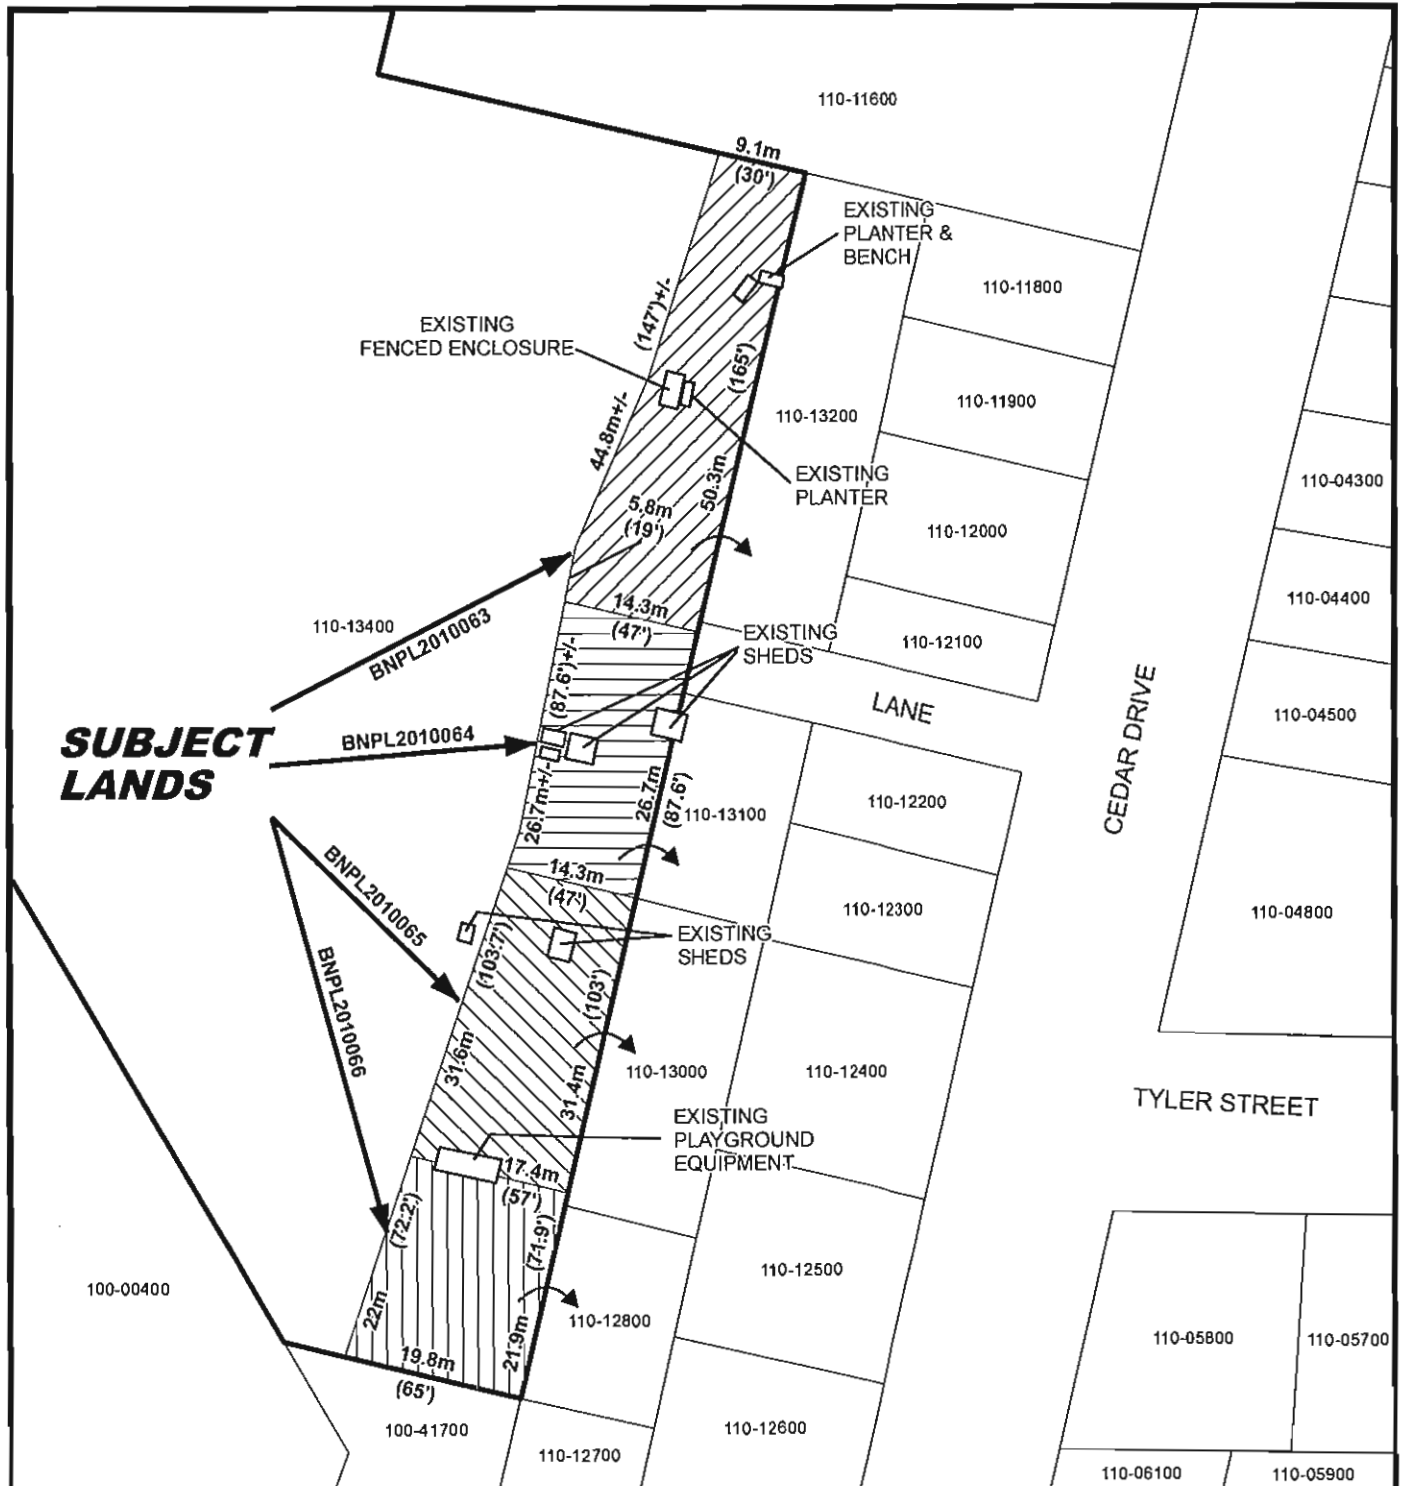 110-11600
9.1m
(30')
EXISTING
PLANTER &
BENCH
110-11800
(147')+/-
EXISTING
FENCED ENCLOSURE
(165')
110-11900
110-13200
44.8m+/-
EXISTING
PLANTER
50.3m
110-04300
5.8m
(19')
110-12000
110-04400
14.3m
(47')
110-13400
BNPL2010063
EXISTING
SHEDS
110-12100
(87.6')+/-
LANE
CEDAR DRIVE
110-04500
SUBJECT
LANDS
BNPL2010064
26.7m+/-
26.7m
(87.6')
110-13100
110-12200
14.3m
(47')
BNPL2010065
110-12300
110-04800
EXISTING
SHEDS
(103.7')
(103')
BNPL2010066
31.6m
31.4m
110-13000
110-12400
TYLER STREET
EXISTING
PLAYGROUND
EQUIPMENT
17.4m
(57')
(72.2')
(71.9')
110-12500
100-00400
22m
21.9m
110-12800
110-05800
110-05700
19.8m
(65')
100-41700
110-12700
110-12600
110-06100
110-05900